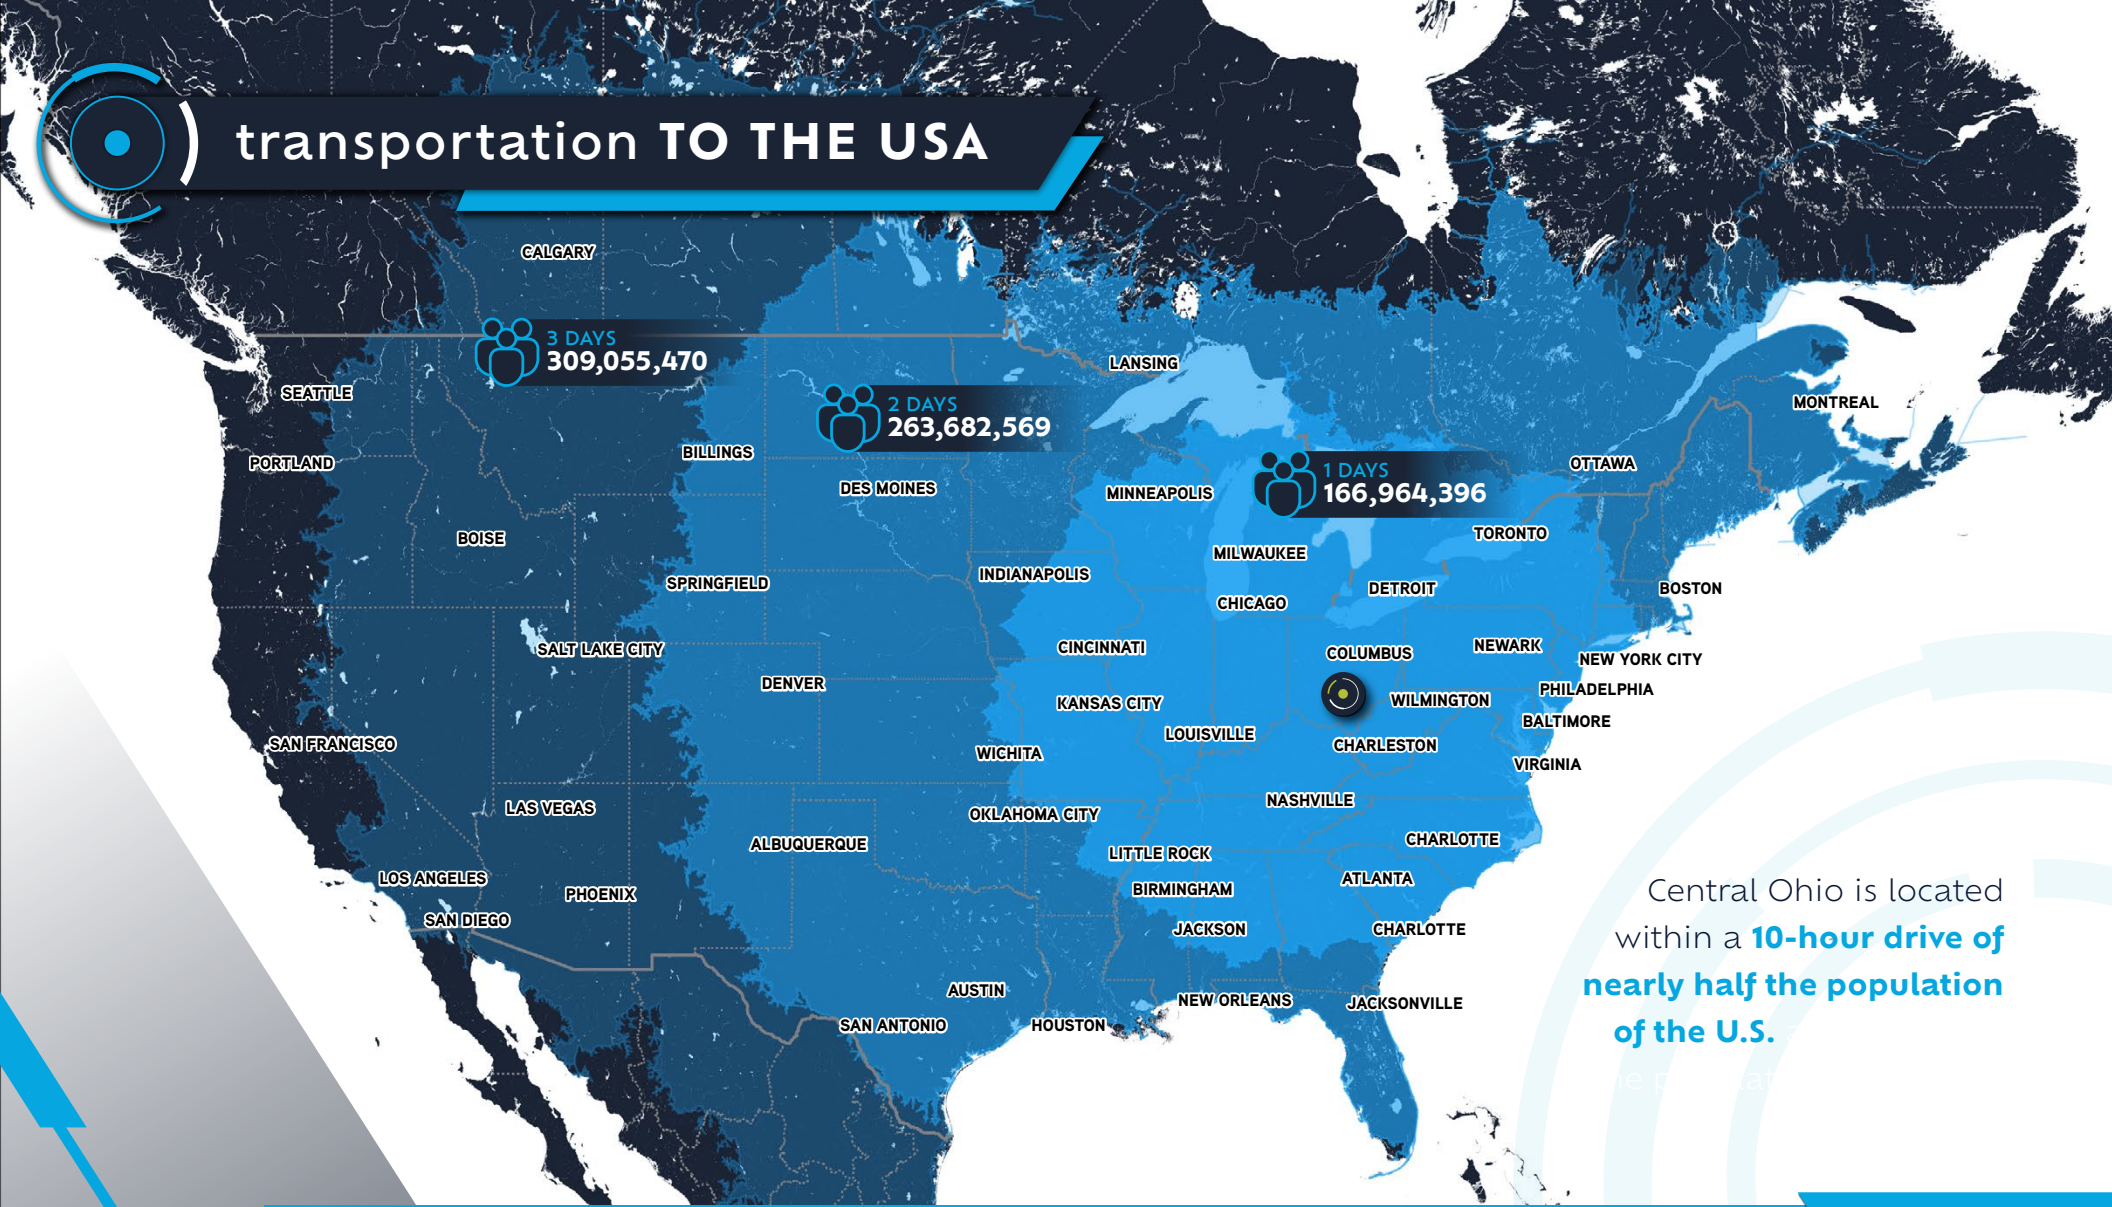 transportation TO THE USA
CALGARY
3 DAYS
309,055,470
LANSING
SEATTLE
2 DAYS
263,682,569
MONTREAL
BILLINGS
PORTLAND
1 DAYS
166,964,396
OTTAWA
DES MOINES
MINNEAPOLIS
BOISE
TORONTO
MILWAUKEE
INDIANAPOLIS
SPRINGFIELD
DETROIT
BOSTON
CHICAGO
SALT LAKE CITY
CINCINNATI
COLUMBUS
NEWARK
NEW YORK CITY
DENVER
PHILADELPHIA
KANSAS CITY
WILMINGTON
BALTIMORE
LOUISVILLE
SAN FRANCISCO
WICHITA
CHARLESTON
VIRGINIA
LAS VEGAS
NASHVILLE
OKLAHOMA CITY
ALBUQUERQUE
CHARLOTTE
LITTLE ROCK
LOS ANGELES
PHOENIX
BIRMINGHAM
ATLANTA
SAN DIEGO
JACKSON
CHARLOTTE
AUSTIN
NEW ORLEANS
JACKSONVILLE
SAN ANTONIO
HOUSTON
Central Ohio is located
within a 10-hour drive of
nearly half the population
of the U.S.